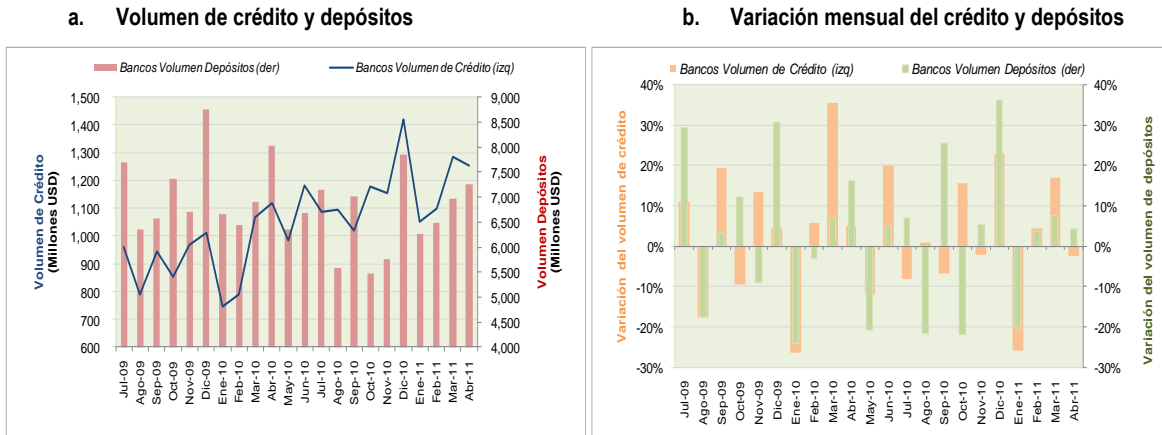 a. Volumen de crédito y depósitos
Bancos Volumen Depósitos (der)
Bancos Volumen de Crédito (izq)
Volumen de Crédito
(Millones USD)
1,500
1,400
1,300
1,200
1,100
1,000
900
800
700
600
9,000
8,500
8,000
7,500
7,000
6,500
6,000
5,500
5,000
4,500
4,000
Volumen Depósitos
(Millones USD)
Jul-09
Ago-09
Sep-09
Oct-09
Nov-09
Dic-09
Ene-10
Feb-10
Mar-10
Abr-10
May-10
Jun-10
Jul-10
Ago-10
Sep-10
Oct-10
Nov-10
Dic-10
Ene-11
Feb-11
Mar-11
Abr-11
b. Variación mensual del crédito y depósitos
Bancos Volumen de Crédito (izq)
Bancos Volumen Depósitos (der)
Variación del volumen de crédito
40%
30%
20%
10%
0%
-10%
-20%
-30%
40%
30%
20%
10%
0%
-10%
-20%
-30%
Variación del volumen de depósitos
Jul-09
Ago-09
Sep-09
Oct-09
Nov-09
Dic-09
Ene-10
Feb-10
Mar-10
Abr-10
May-10
Jun-10
Jul-10
Ago-10
Sep-10
Oct-10
Nov-10
Dic-10
Ene-11
Feb-11
Mar-11
Abr-11